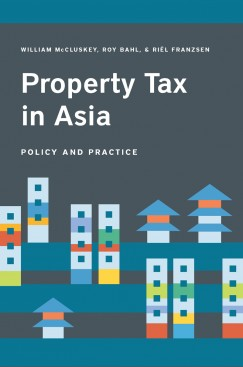 WILLIAM McCLUSKEY, ROY BAHL, & RIËL FRANZSEN
Property Tax
in Asia
POLICY AND PRACTICE